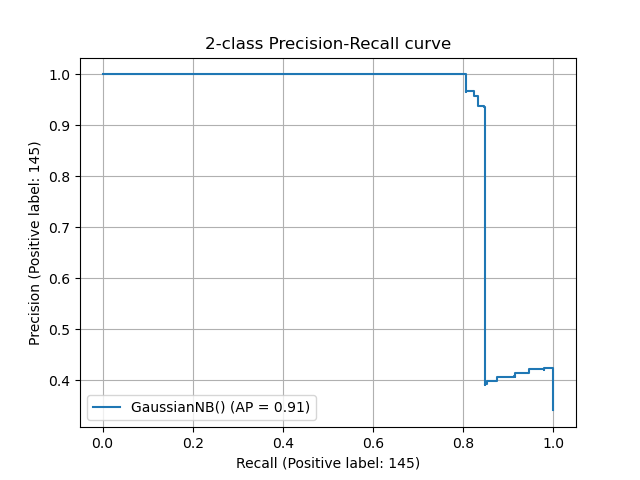 2-class Precision-Recall curve
1.0
0.9
0.8
0.7
0.6
0.5
0.4
Precision (Positive label: 145)
GaussianNB() (AP = 0.91)
0.0 0.2 0.4 0.6 0.8 1.0
Recall (Positive label: 145)